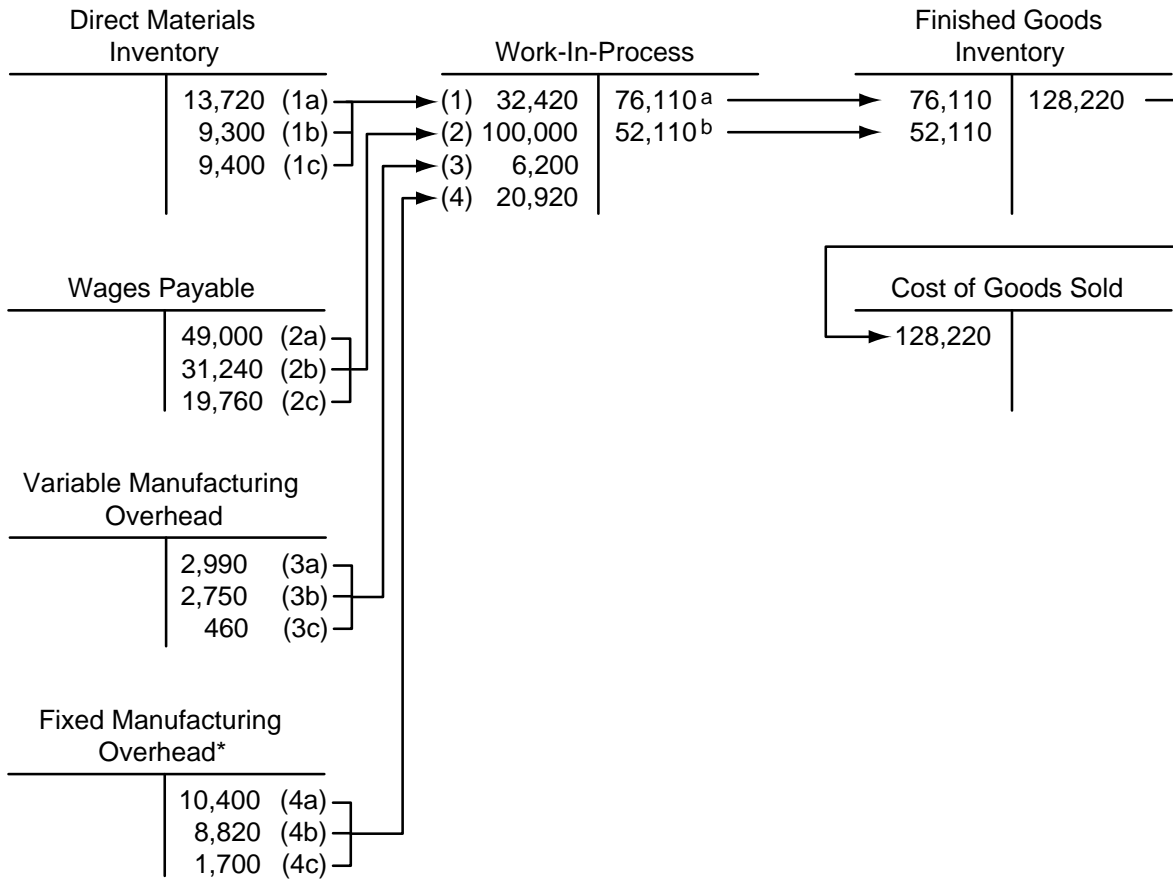 Direct Materials
Inventory
13,720 (1a)
9,300 (1b)
9,400 (1c)
Work-In-Process
(1) 32,420 76,110 a
(2) 100,000 52,110 b
(3) 6,200
(4) 20,920
Finished Goods
Inventory
76,110 128,220
52,110
Wages Payable
49,000 (2a)
31,240 (2b)
19,760 (2c)
Cost of Goods Sold
128,220
Variable Manufacturing
Overhead
2,990 (3a)
2,750 (3b)
460 (3c)
Fixed Manufacturing
Overhead*
10,400 (4a)
8,820 (4b)
1,700 (4c)